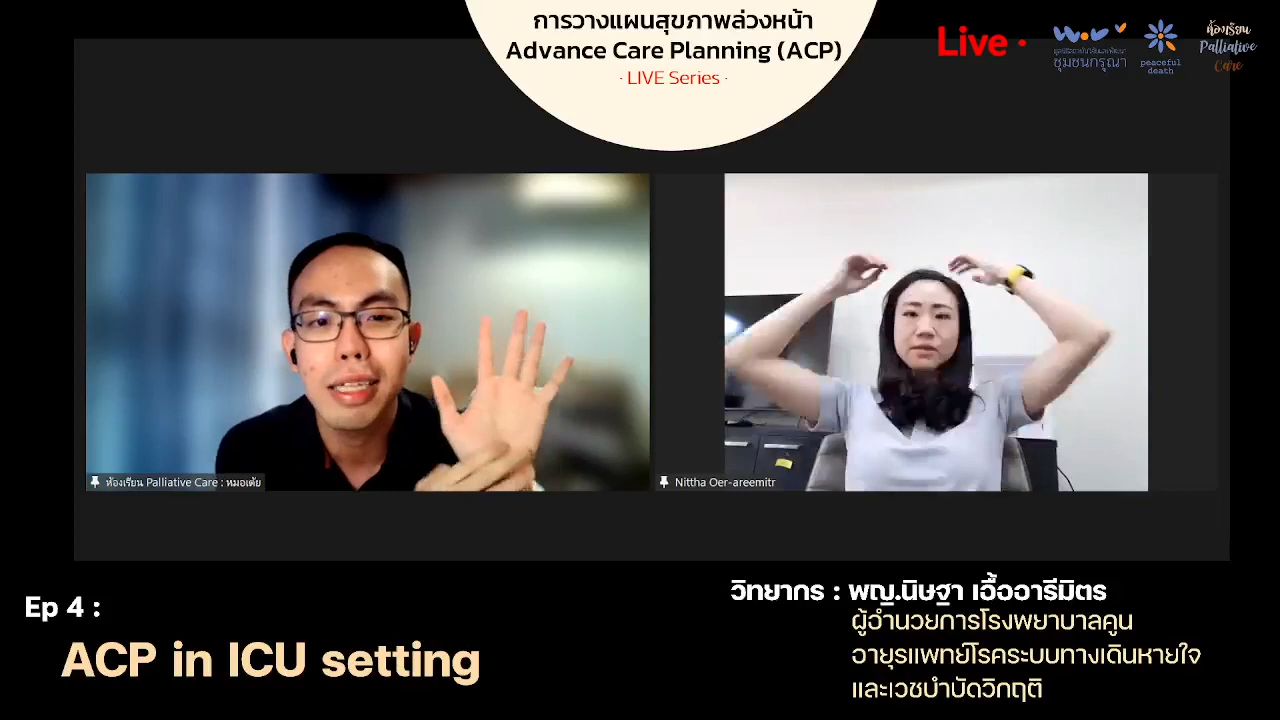 การวางแผนสุขภาพล่วงหน้า
Advance Care Planning (ACP)
· LIVE Series ·
Live ·
ชุมชนกรุณา
peaceful
death
ห้องเรียน
Palliative
Care
ห้องเรียน Palliative Care : หมอเต้ย
Nittha Oer-areemitr
Ep 4 :
ACP in ICU setting
วิทยากร : พญ.นิษฐา เอื้ออารีมิตร
ผู้อำนวยการโรงพยาบาลคูน
อายุรแพทย์โรคระบบทางเดินหายใจ
และเวชบำบัดวิกฤติ